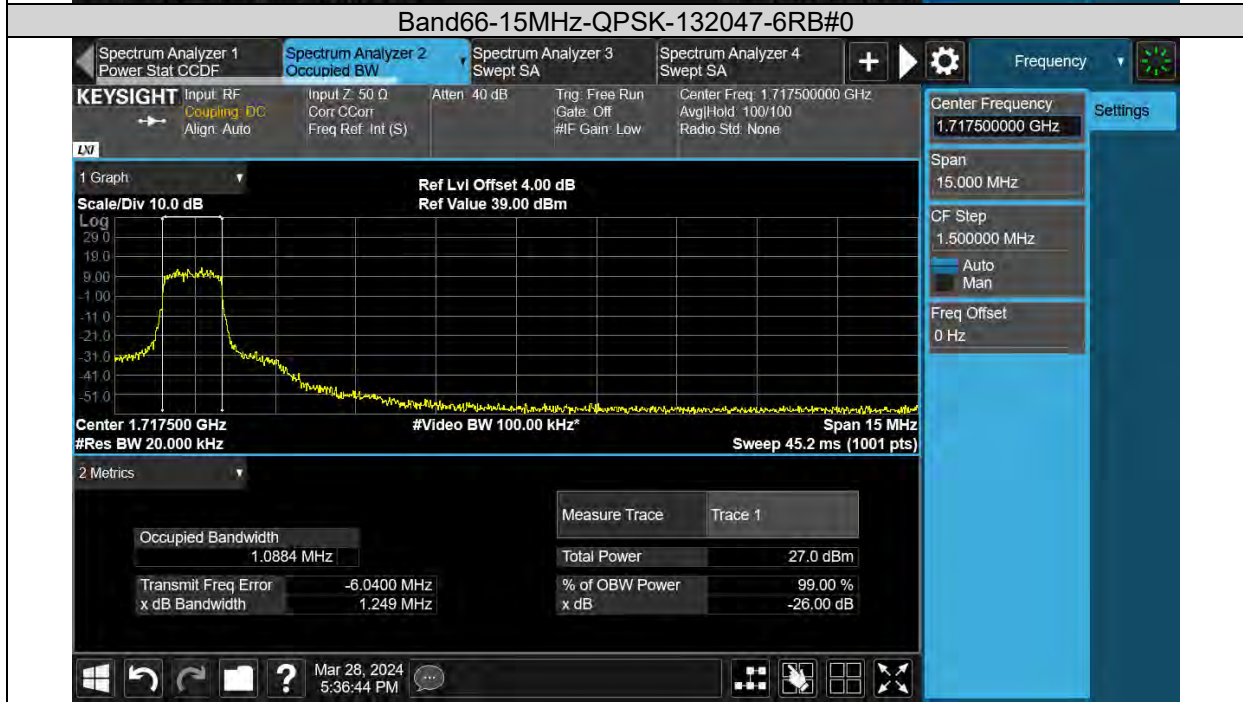 Band66-15MHz-QPSK-132047-6RB#0
Spectrum Analyzer 1
Power Stat CCDF
Spectrum Analyzer 2
Occupied BW
Spectrum Analyzer 3
Swept SA
Spectrum Analyzer 4
Swept SA
+
Frequency
KEYSIGHT
Input: RF
Coupling: DC
Align: Auto
Input Z: 50 Ω
Corr CCorr
Freq Ref: Int (S)
Atten: 40 dB
Trig: Free Run
Gate: Off
#IF Gain: Low
Center Freq: 1.717500000 GHz
Avg|Hold: 100/100
Radio Std: None
LXI
Center Frequency
1.717500000 GHz
Settings
Span
15.000 MHz
CF Step
1.500000 MHz
Auto
Man
Freq Offset
0 Hz
1 Graph
Scale/Div 10.0 dB
Ref Lvl Offset 4.00 dB
Ref Value 39.00 dBm
Log
29.0
19.0
9.00
-1.00
-11.0
-21.0
-31.0
-41.0
-51.0
Center 1.717500 GHz
#Res BW 20.000 kHz
#Video BW 100.00 kHz*
Span 15 MHz
Sweep 45.2 ms (1001 pts)
2 Metrics
Measure Trace Trace 1
Occupied Bandwidth
1.0884 MHz
Total Power 27.0 dBm
Transmit Freq Error -6.0400 MHz
% of OBW Power 99.00 %
x dB Bandwidth 1.249 MHz
x dB -26.00 dB
?
Mar 28, 2024
5:36:44 PM